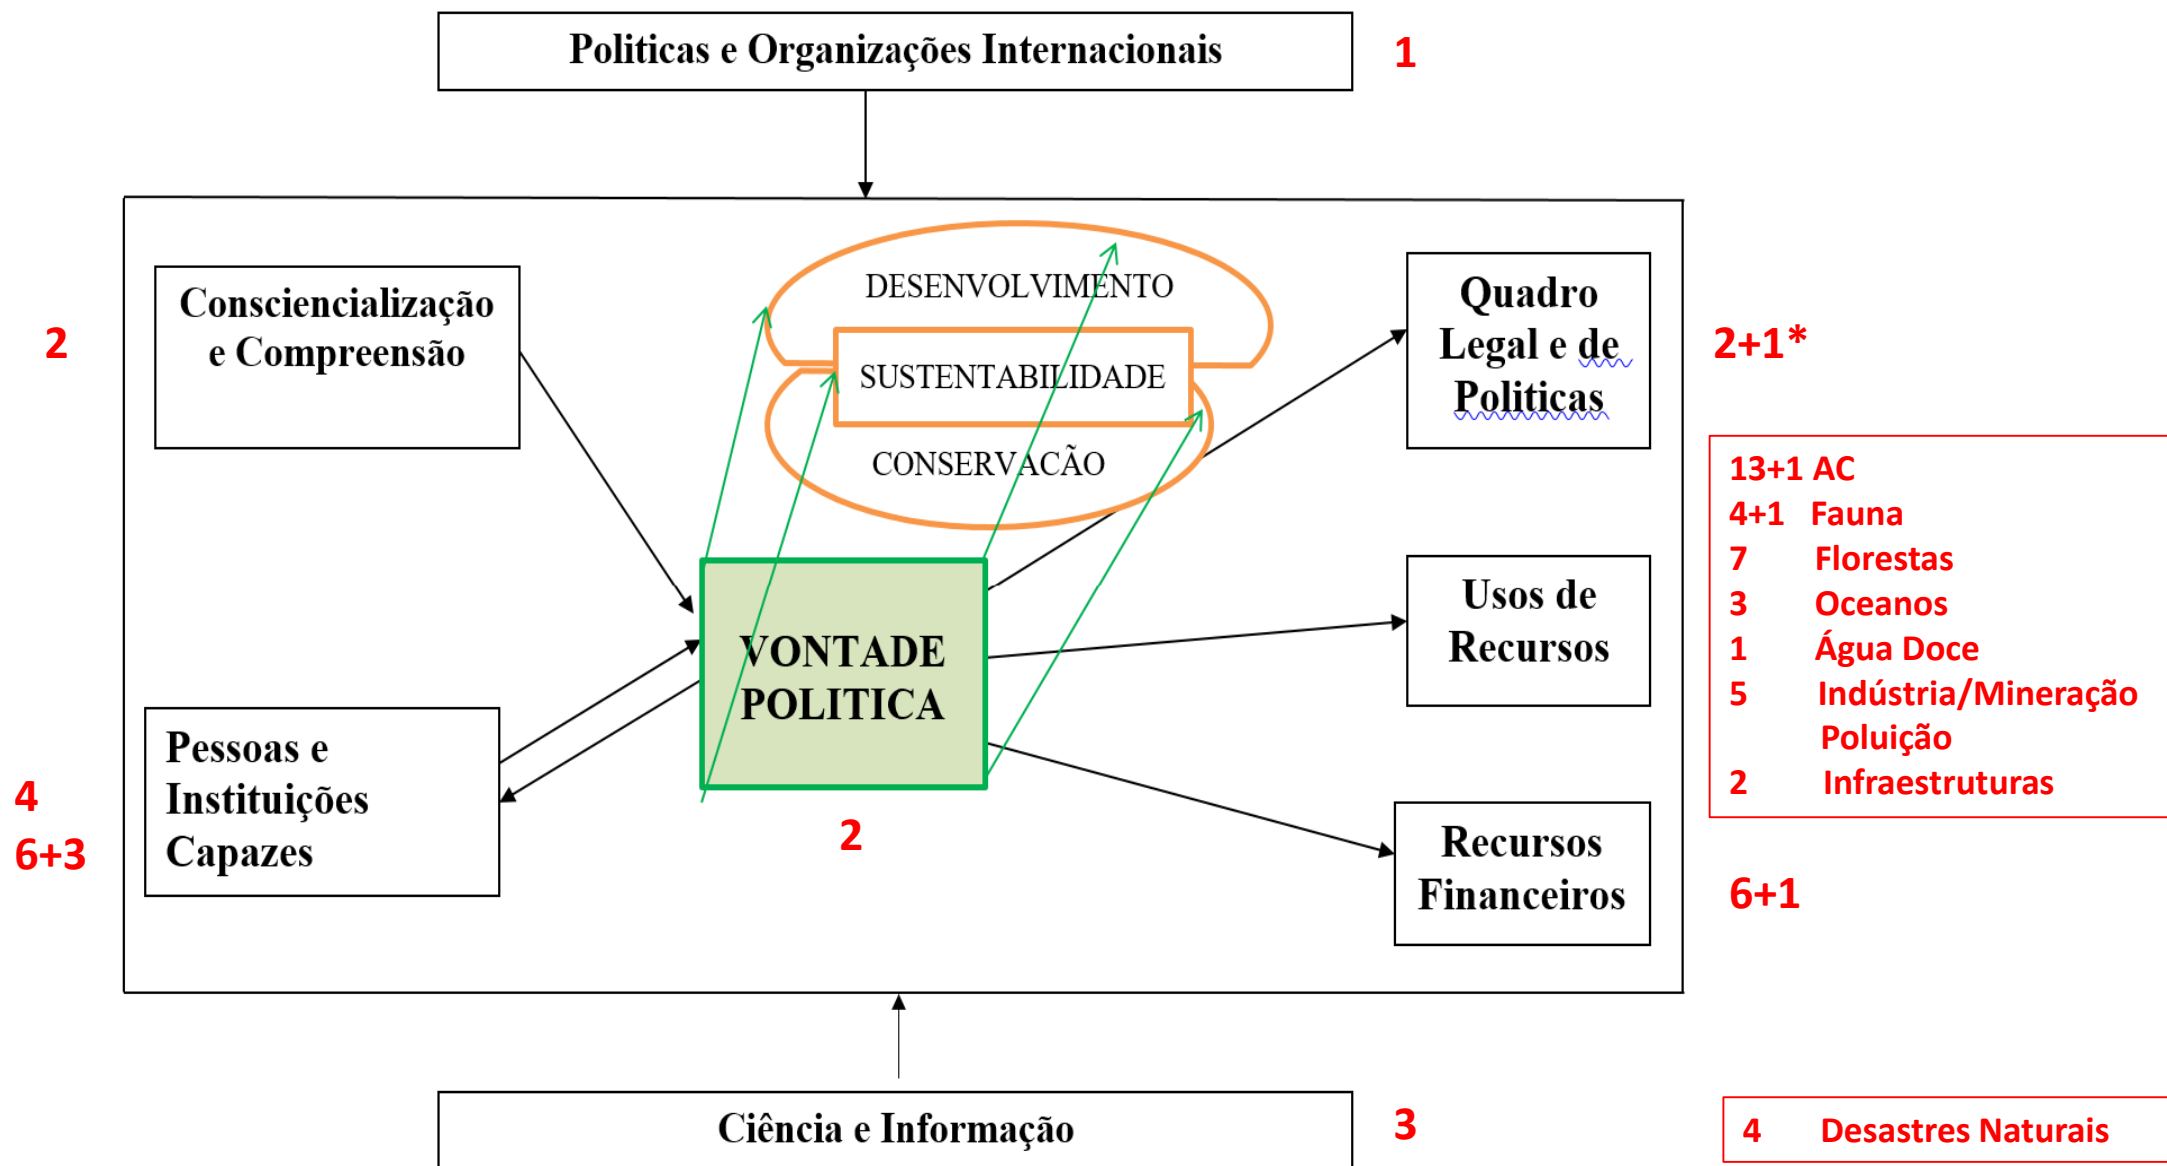 Politicas e Organizações Internacionais
1
Consciencialização
e Compreensão
2
DESENVOLVIMENTO
SUSTENTABILIDADE
CONSERVACÃO
Quadro
Legal e de
Politicas
2+1*
13+1 AC
4+1 Fauna
7 Florestas
3 Oceanos
1 Água Doce
5 Indústria/Mineração
Poluição
2 Infraestruturas
Usos de
Recursos
VONTADE
POLITICA
2
Pessoas e
Instituições
Capazes
4
6+3
Recursos
Financeiros
6+1
Ciência e Informação
3
4 Desastres Naturais